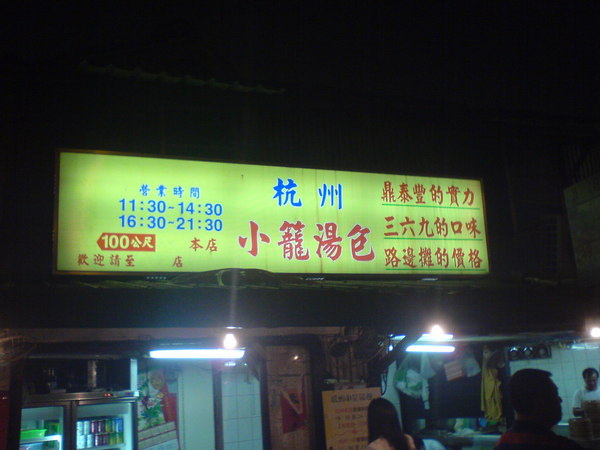 營業時間
11:30~14:30
16:30~21:30
100公尺 本店
歡迎請至 店
杭州
小籠湯包
鼎泰豐的實力
三六九的口味
路邊攤的價格